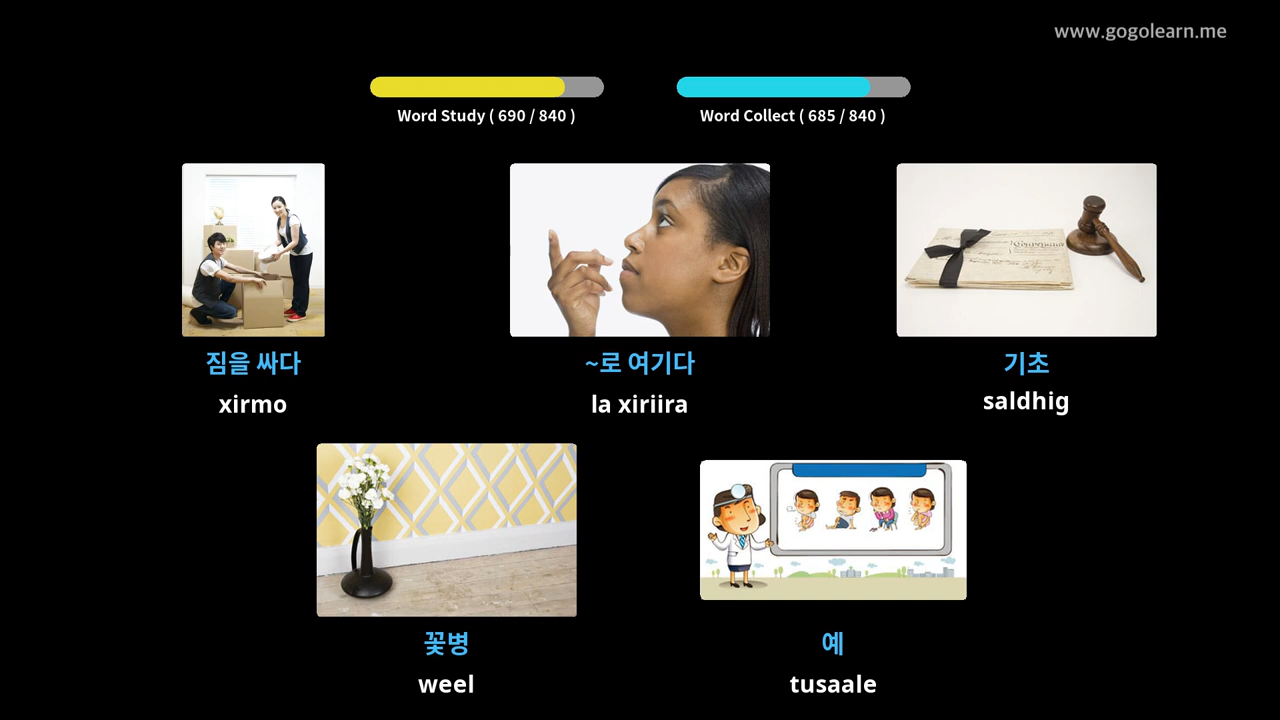 www.gogolearn.me
Word Study ( 690 / 840 )
Word Collect ( 685 / 840 )
짐을 싸다
xirmo
~로 여기다
la xiriira
기초
saldhig
꽃병
weel
예
tusaale